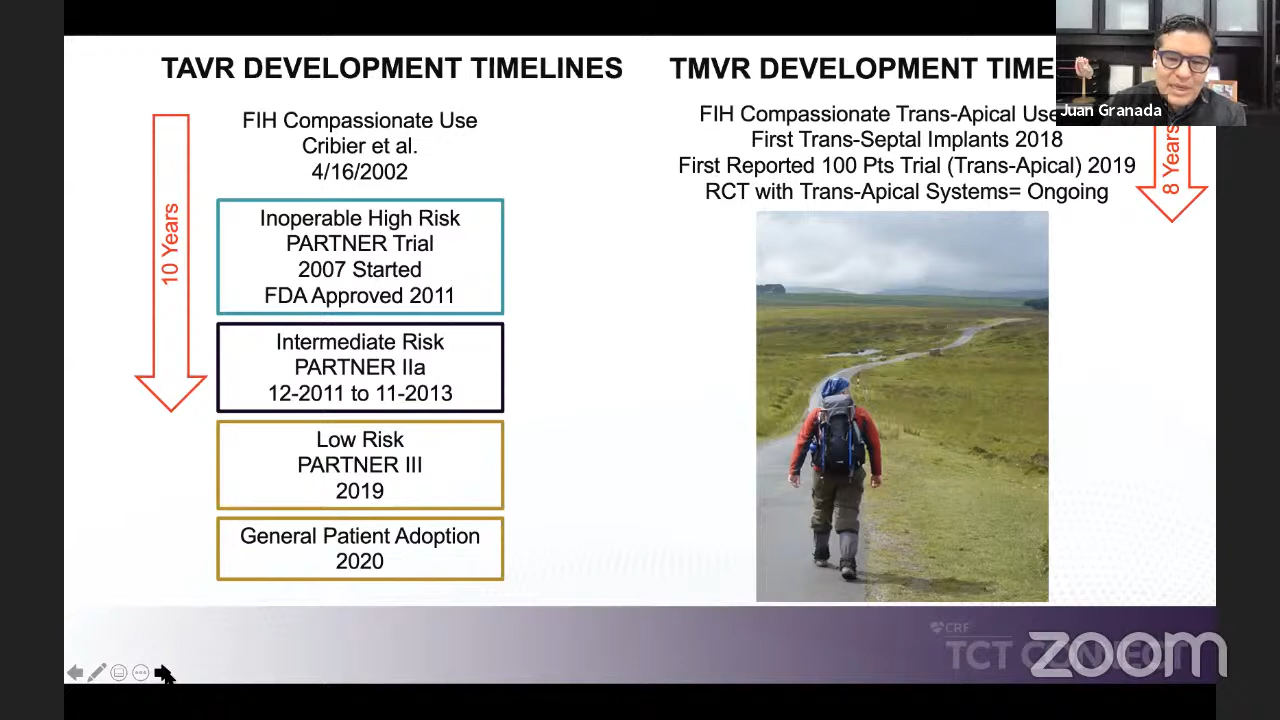 TAVR DEVELOPMENT TIMELINES
FIH Compassionate Use
Cribier et al.
4/16/2002
10 Years
Inoperable High Risk
PARTNER Trial
2007 Started
FDA Approved 2011
Intermediate Risk
PARTNER IIa
12-2011 to 11-2013
Low Risk
PARTNER III
2019
General Patient Adoption
2020
TMVR DEVELOPMENT TIME
FIH Compassionate Trans-Apical Use
First Trans-Septal Implants 2018
First Reported 100 Pts Trial (Trans-Apical) 2019
RCT with Trans-Apical Systems= Ongoing
8 Years
Juan Granada
CRF
TCT CONNECT
zoom